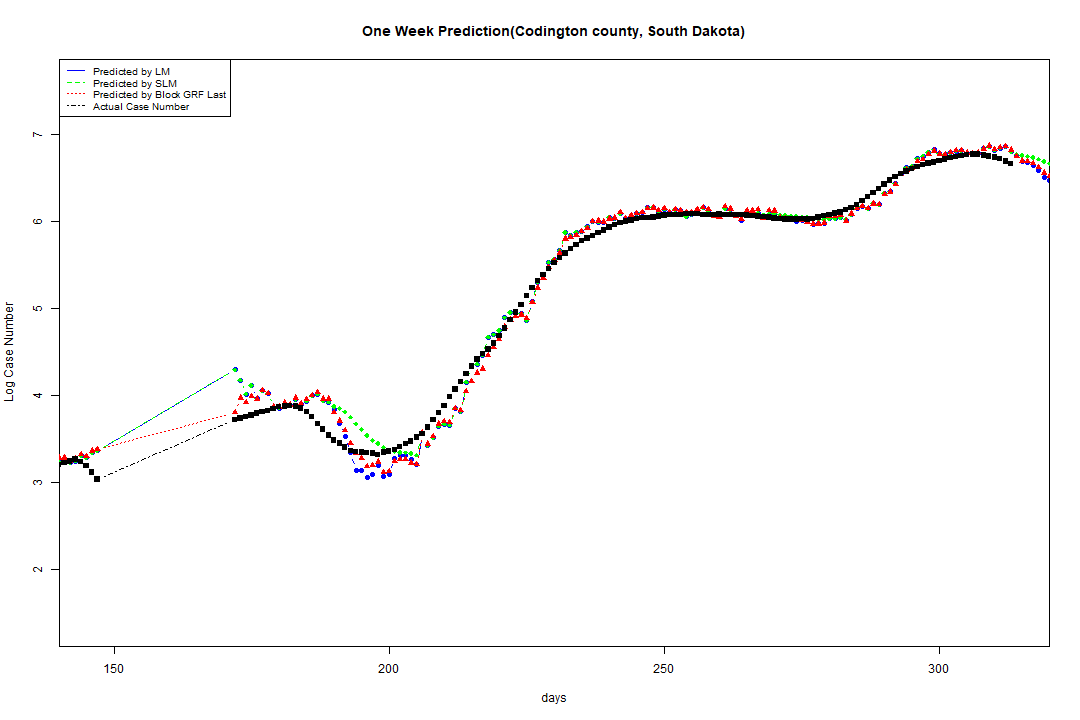 One Week Prediction(Codington county, South Dakota)
Predicted by LM
Predicted by SLM
Predicted by Block GRF Last
Actual Case Number
7
6
5
4
3
2
Log Case Number
150 200 250 300
days